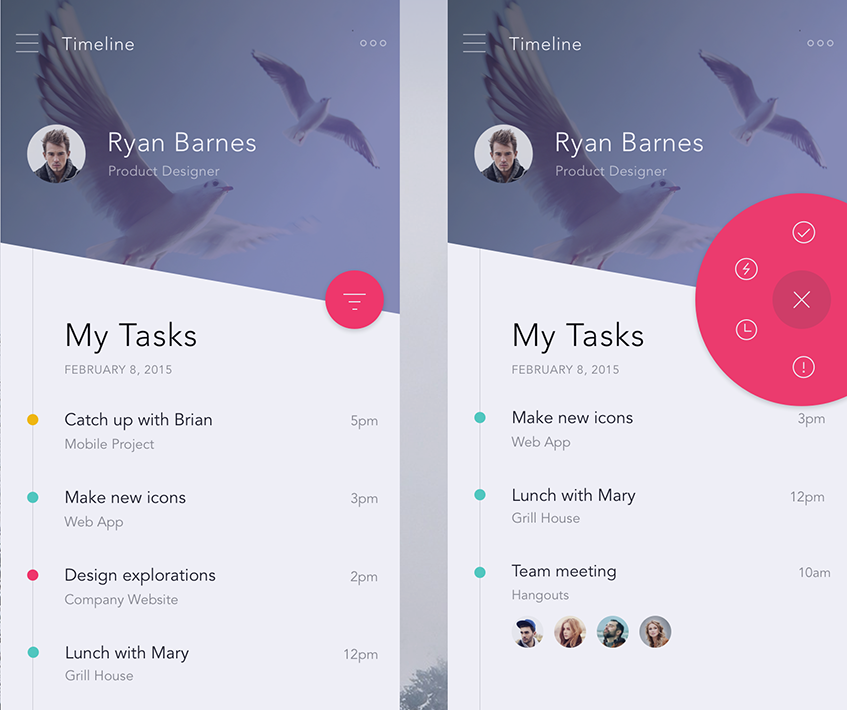 Timeline
Ryan Barnes
Product Designer
My Tasks
FEBRUARY 8, 2015
Catch up with Brian 5pm
Mobile Project
Make new icons 3pm
Web App
Design explorations 2pm
Company Website
Lunch with Mary 12pm
Grill House
Timeline
Ryan Barnes
Product Designer
My Tasks
FEBRUARY 8, 2015
Make new icons 3pm
Web App
Lunch with Mary 12pm
Grill House
Team meeting 10am
Hangouts